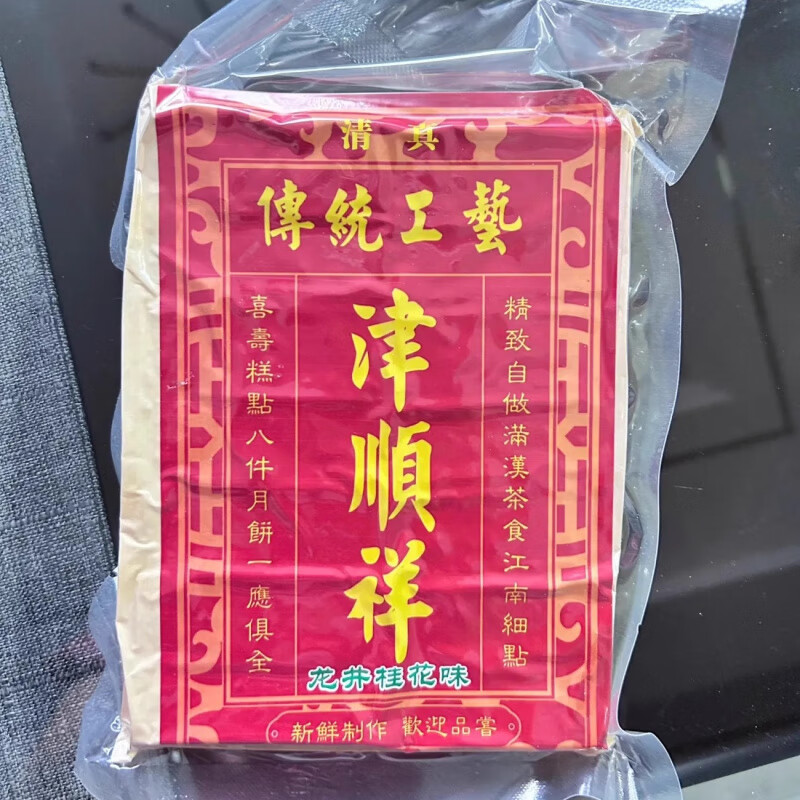 清真
傳統工藝
精致自做滿漢茶食江南細點
津順祥
喜壽糕點八件月餅一應俱全
龙井桂花味
新鮮制作 歡迎品嘗